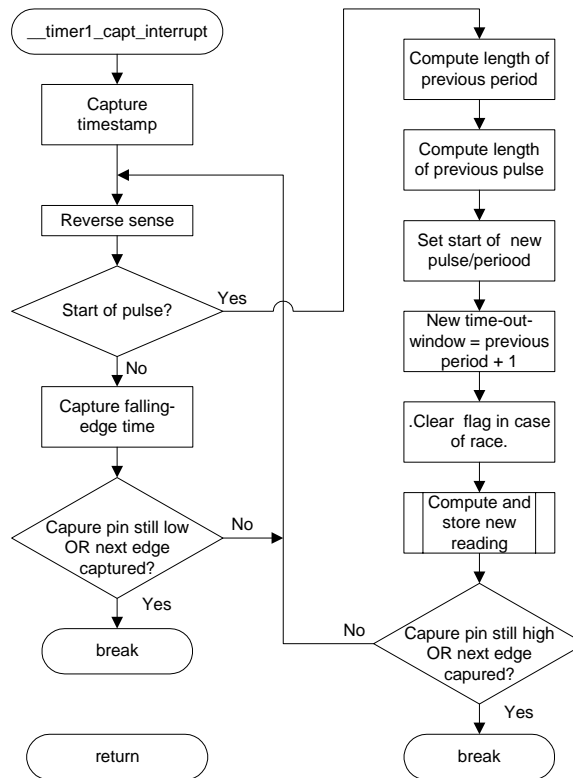 __timer1_capt_interrupt
Capture
timestamp
Reverse sense
Start of pulse?
Yes
No
Capture falling-
edge time
Capure pin still low
OR next edge
captured?
No
Yes
break
return
Compute length of
previous period
Compute length
of previous pulse
Set start of new
pulse/periood
New time-out-
window = previous
period + 1
.Clear flag in case
of race.
Compute and
store new
reading
Capure pin still high
OR next edge
capured?
No
Yes
break